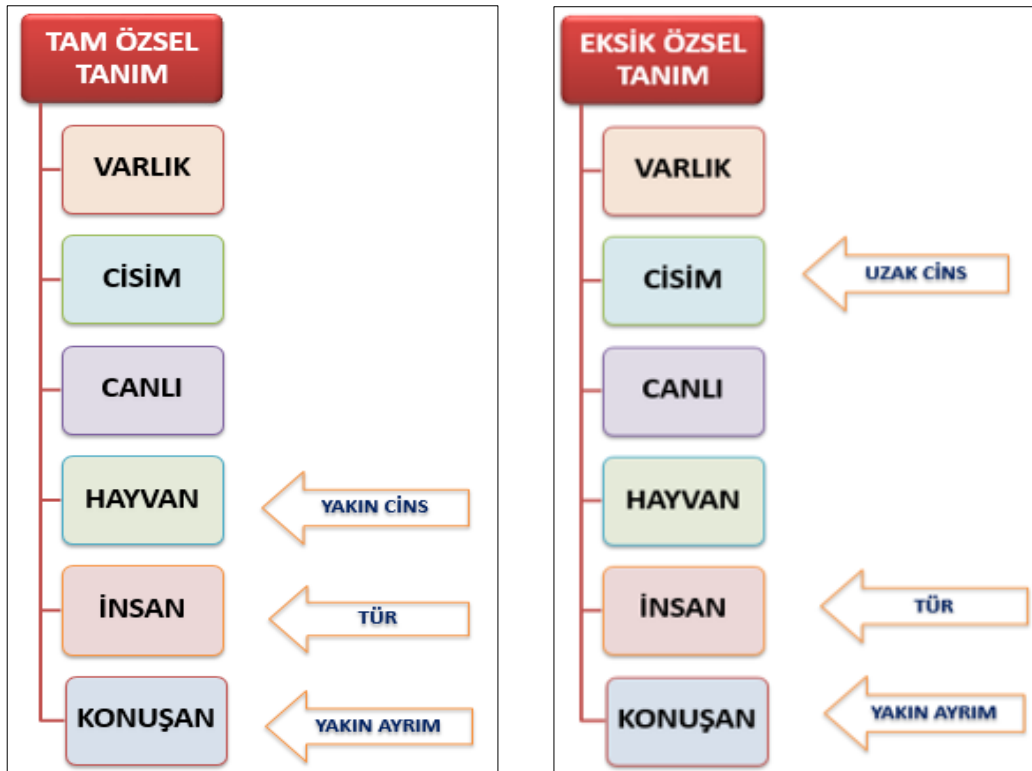 TAM ÖZSEL
TANIM
VARLIK
CİSİM
CANLI
HAYVAN
YAKIN CİNS
İNSAN
TÜR
KONUŞAN
YAKIN AYRIM
EKSİK ÖZSEL
TANIM
VARLIK
CİSİM
UZAK CİNS
CANLI
HAYVAN
İNSAN
TÜR
KONUŞAN
YAKIN AYRIM